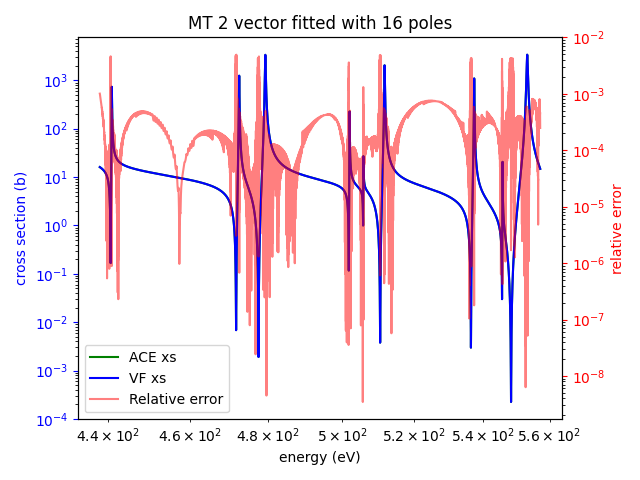 MT 2 vector fitted with 16 poles
10³
10²
10¹
10⁰
10⁻¹
10⁻²
10⁻³
10⁻⁴
cross section (b)
10⁻²
10⁻³
10⁻⁴
10⁻⁵
10⁻⁶
10⁻⁷
10⁻⁸
relative error
ACE xs
VF xs
Relative error
4.4 × 10² 4.6 × 10² 4.8 × 10² 5 × 10² 5.2 × 10² 5.4 × 10² 5.6 × 10²
energy (eV)